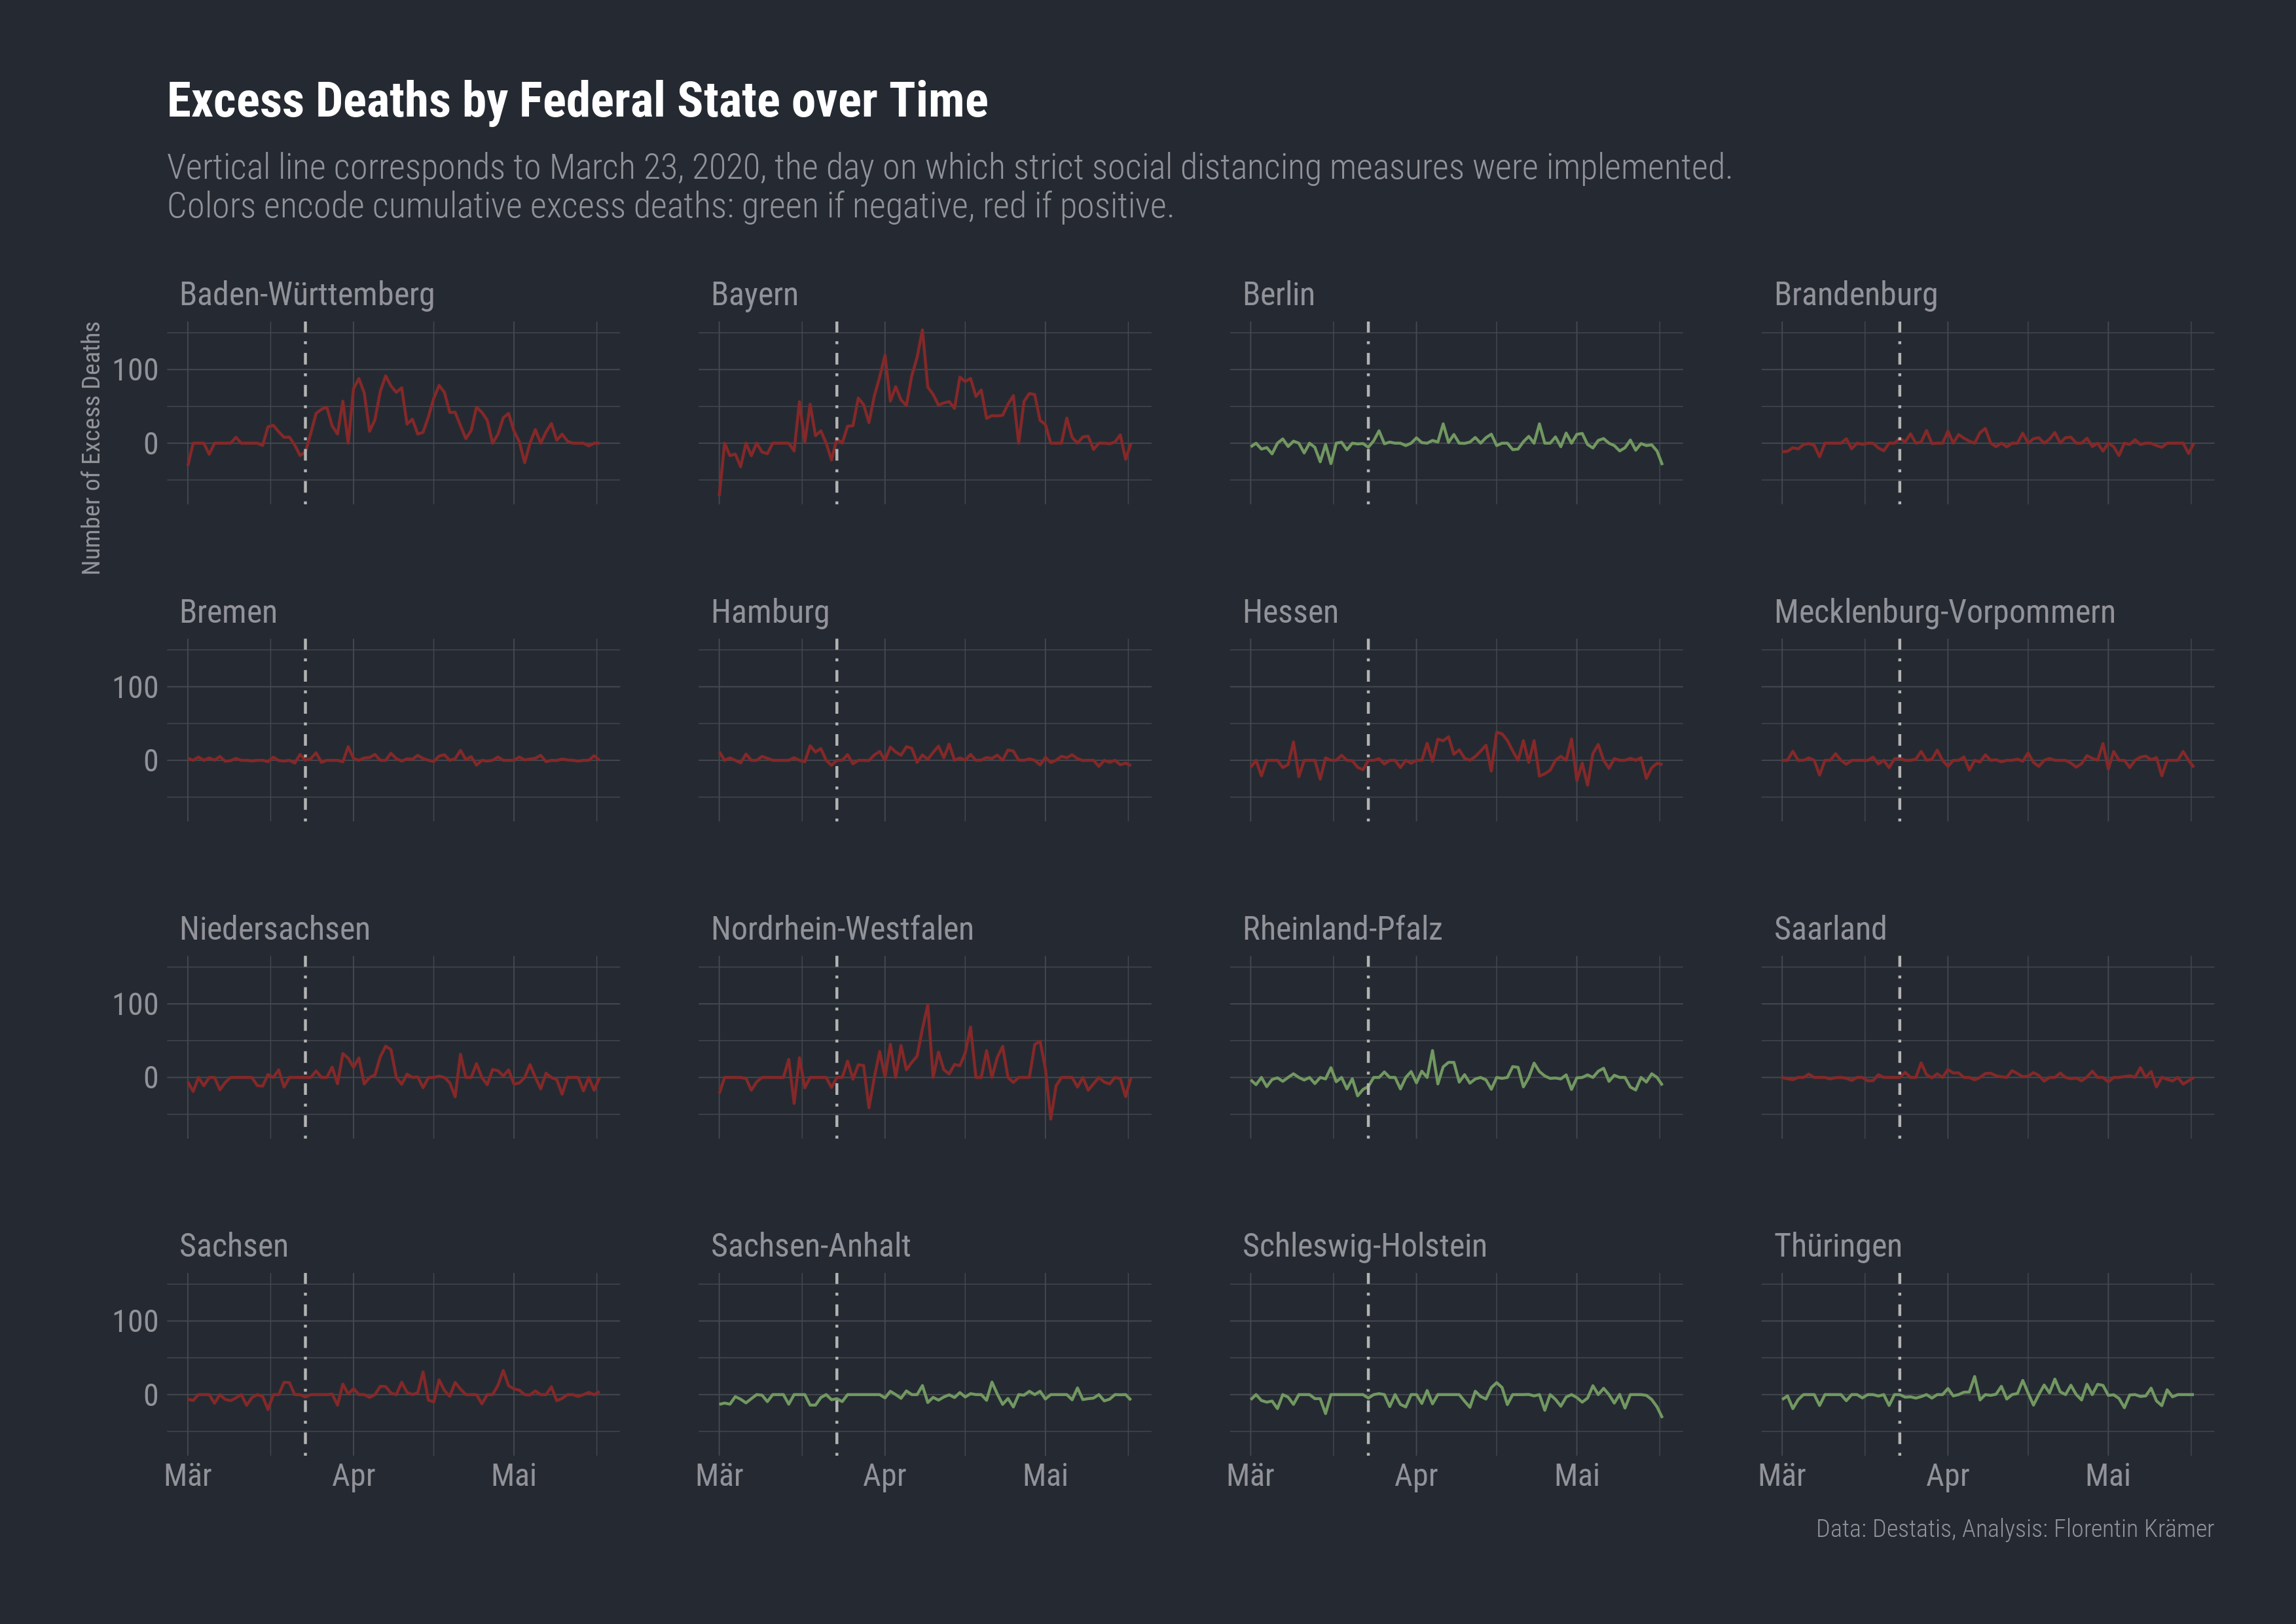 Excess Deaths by Federal State over Time
Vertical line corresponds to March 23, 2020, the day on which strict social distancing measures were implemented.
Colors encode cumulative excess deaths: green if negative, red if positive.
Number of Excess Deaths
Baden-Württemberg
Bayern
Berlin
Brandenburg
100
0
Bremen
Hamburg
Hessen
Mecklenburg-Vorpommern
100
0
Niedersachsen
Nordrhein-Westfalen
Rheinland-Pfalz
Saarland
100
0
Sachsen
Sachsen-Anhalt
Schleswig-Holstein
Thüringen
100
0
Mär Apr Mai
Mär Apr Mai
Mär Apr Mai
Mär Apr Mai
Data: Destatis, Analysis: Florentin Krämer